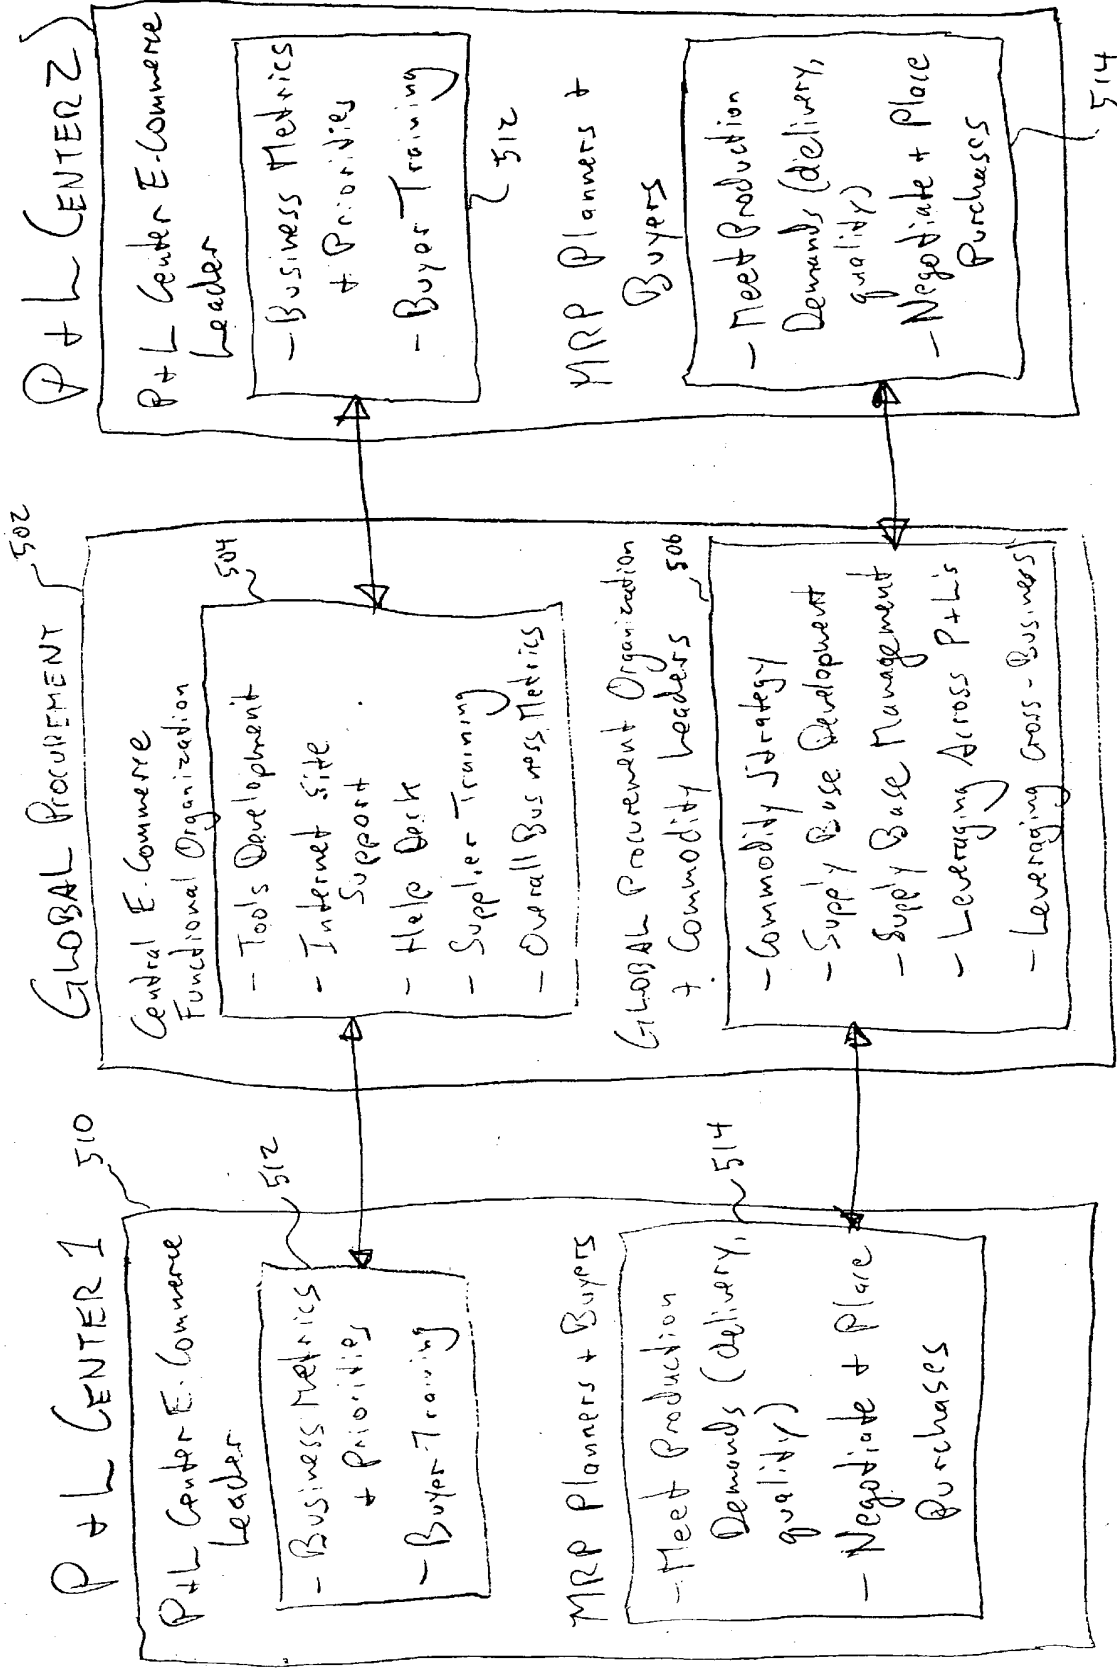 P + L CENTER 1
510
P+L Center E-Commerce
Leader
512
- Business Metrics
+ Priorities
- Buyer Training
MRP Planners + Buyers
514
- Meet Production
Demands (delivery,
quality)
- Negotiate + Place
Purchases
GLOBAL PROCUREMENT
502
Central E-Commerce
Functional Organization
504
- Tools Development
- Internet Site
Support
- Help Desk
- Supplier Training
- Overall Business Metrics
GLOBAL Procurement Organization
+ Commodity Leaders
506
- Commodity Strategy
- Supply Base Development
- Supply Base Management
- Leveraging Across P+L's
- Leveraging Cross-Business
P + L CENTER 2
P+L Center E-Commerce
Leader
- Business Metrics
+ Priorities
- Buyer Training
512
MRP Planners +
Buyers
- Meet Production
Demands (delivery,
quality)
- Negotiate + Place
Purchases
514